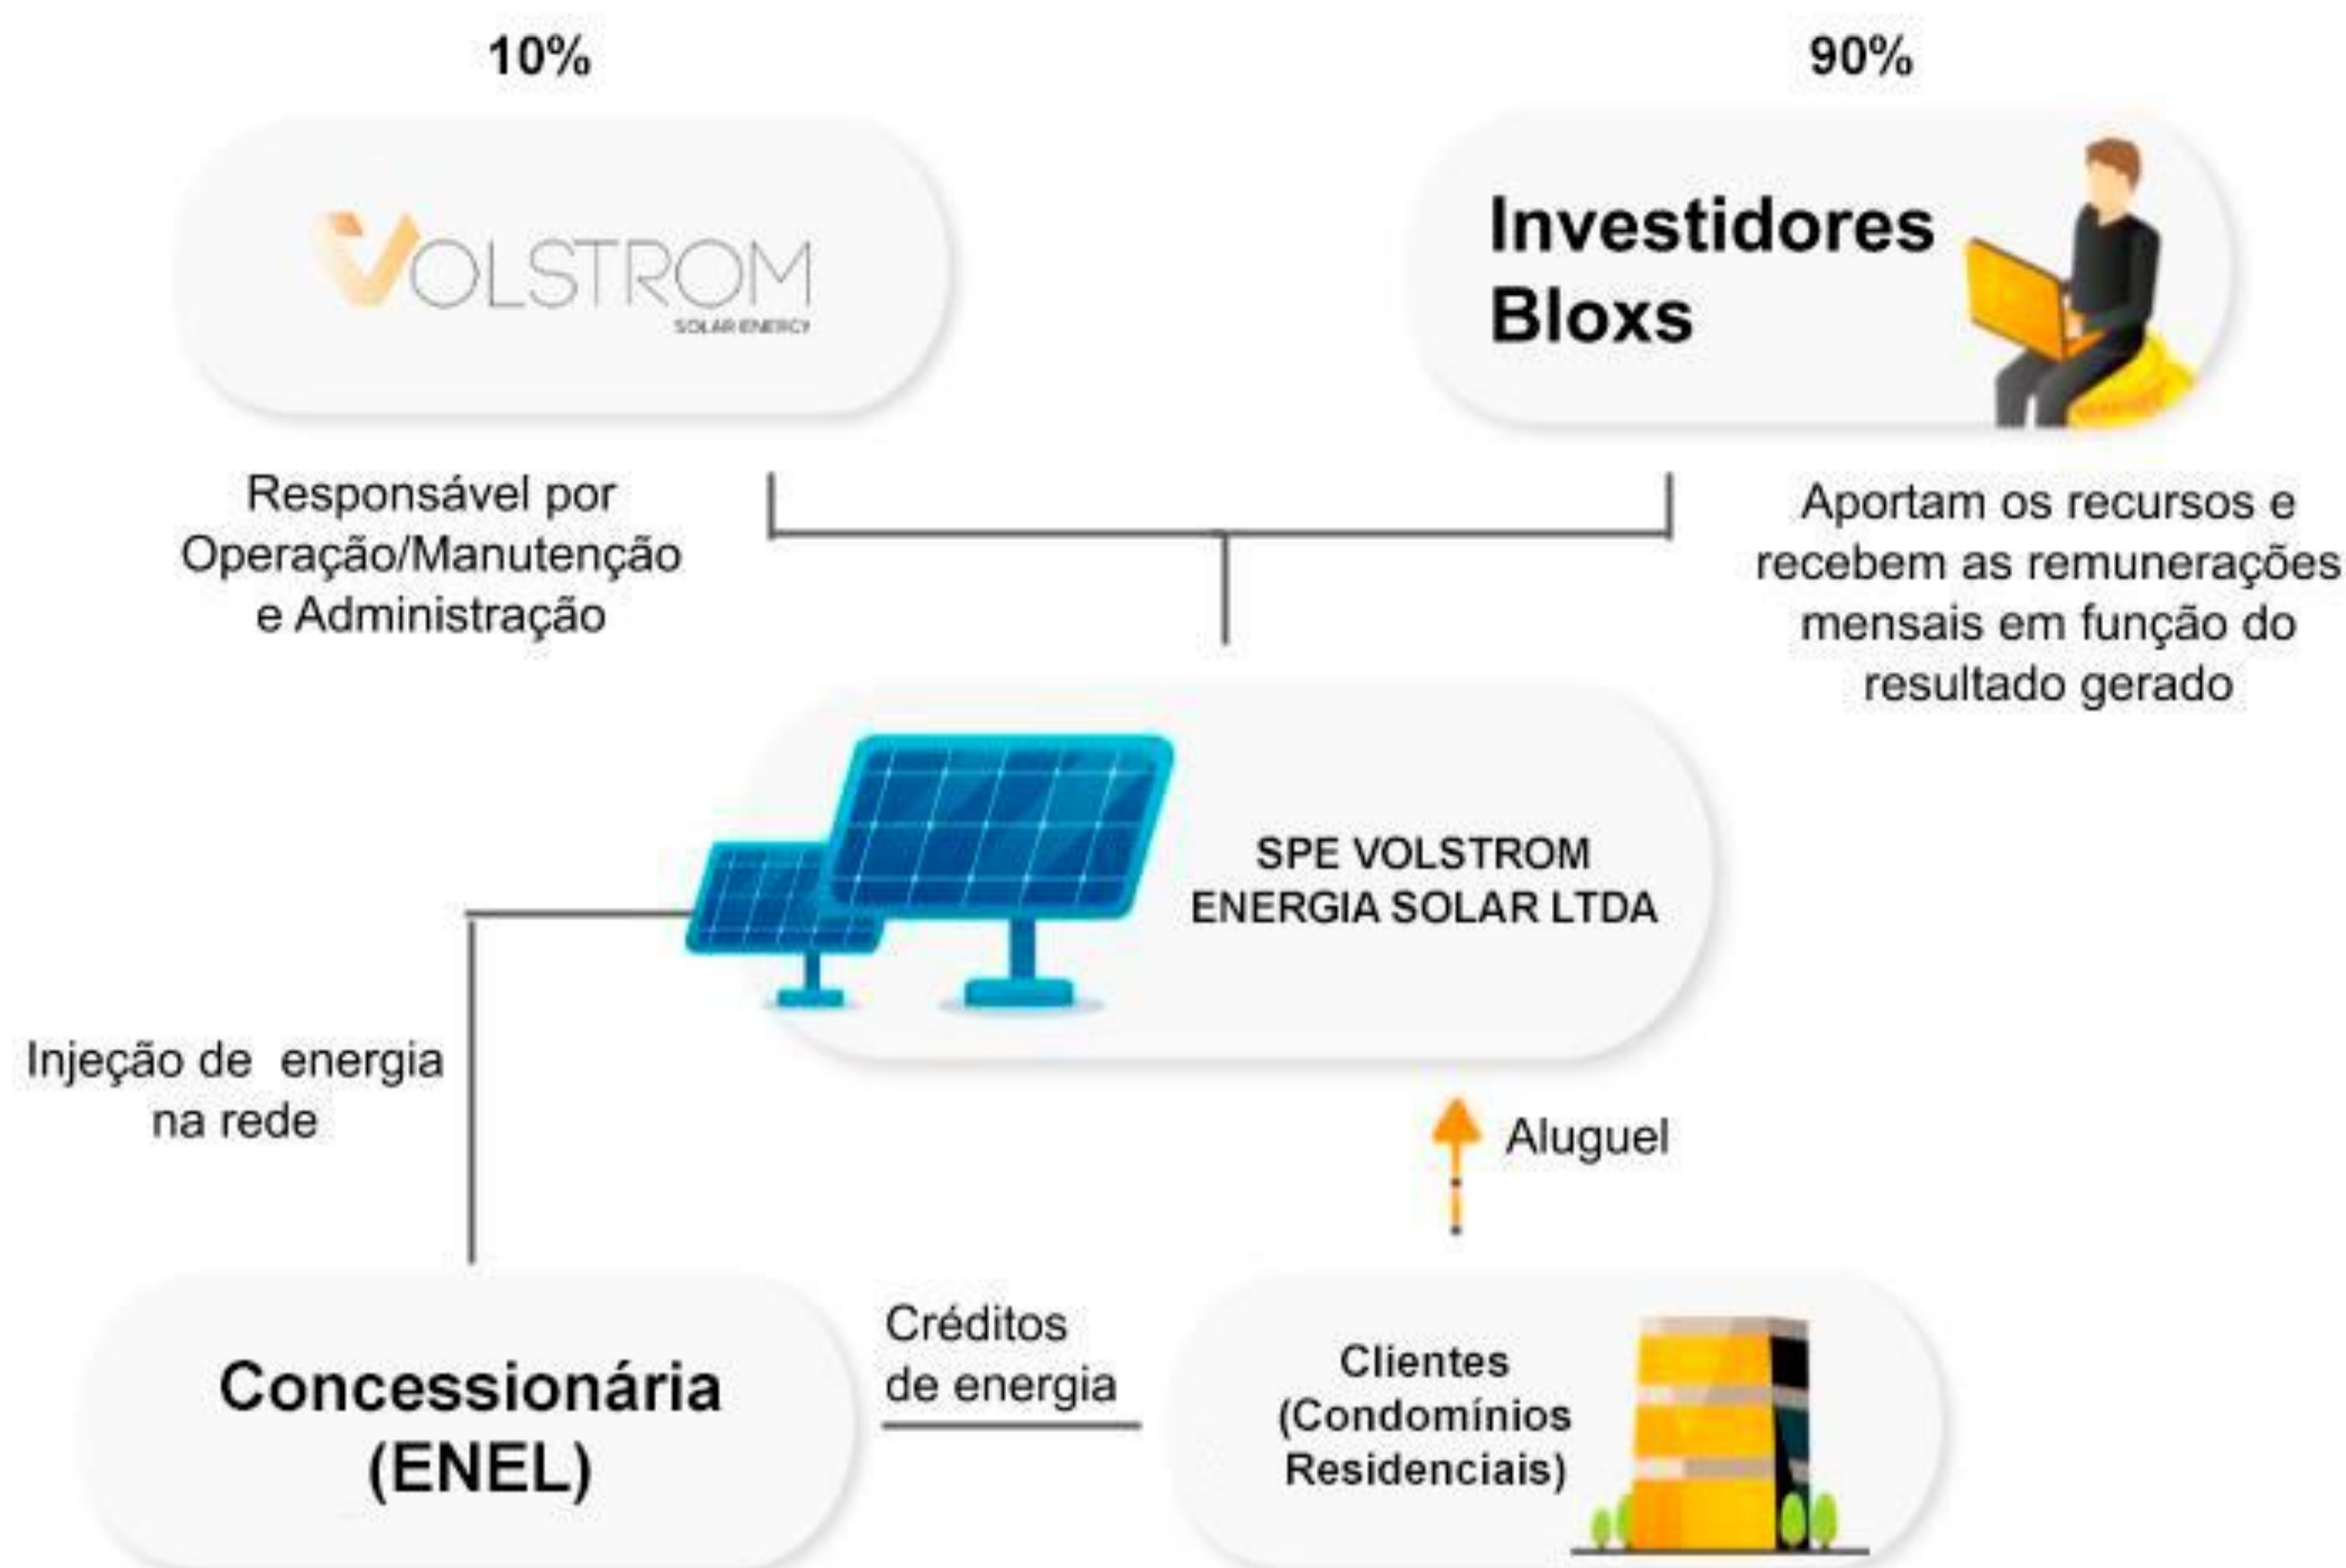 10%
90%
VOLSTROM
SOLAR ENERGY
Investidores
Bloxs
Responsável por
Operação/Manutenção
e Administração
Aportam os recursos e
recebem as remunerações
mensais em função do
resultado gerado
SPE VOLSTROM
ENERGIA SOLAR LTDA
Injeção de energia
na rede
Aluguel
Concessionária
(ENEL)
Créditos
de energia
Clientes
(Condomínios
Residenciais)